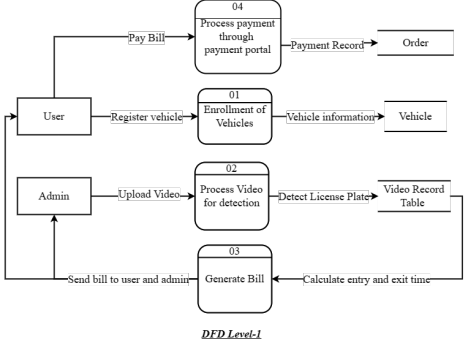 04
Process payment
through
payment portal
Pay Bill
Payment Record
Order
01
User
Register vehicle
Enrollment of
Vehicles
Vehicle information
Vehicle
02
Admin
Upload Video
Process Video
for detection
Detect License Plate
Video Record
Table
03
Send bill to user and admin
Generate Bill
Calculate entry and exit time
DFD Level-1